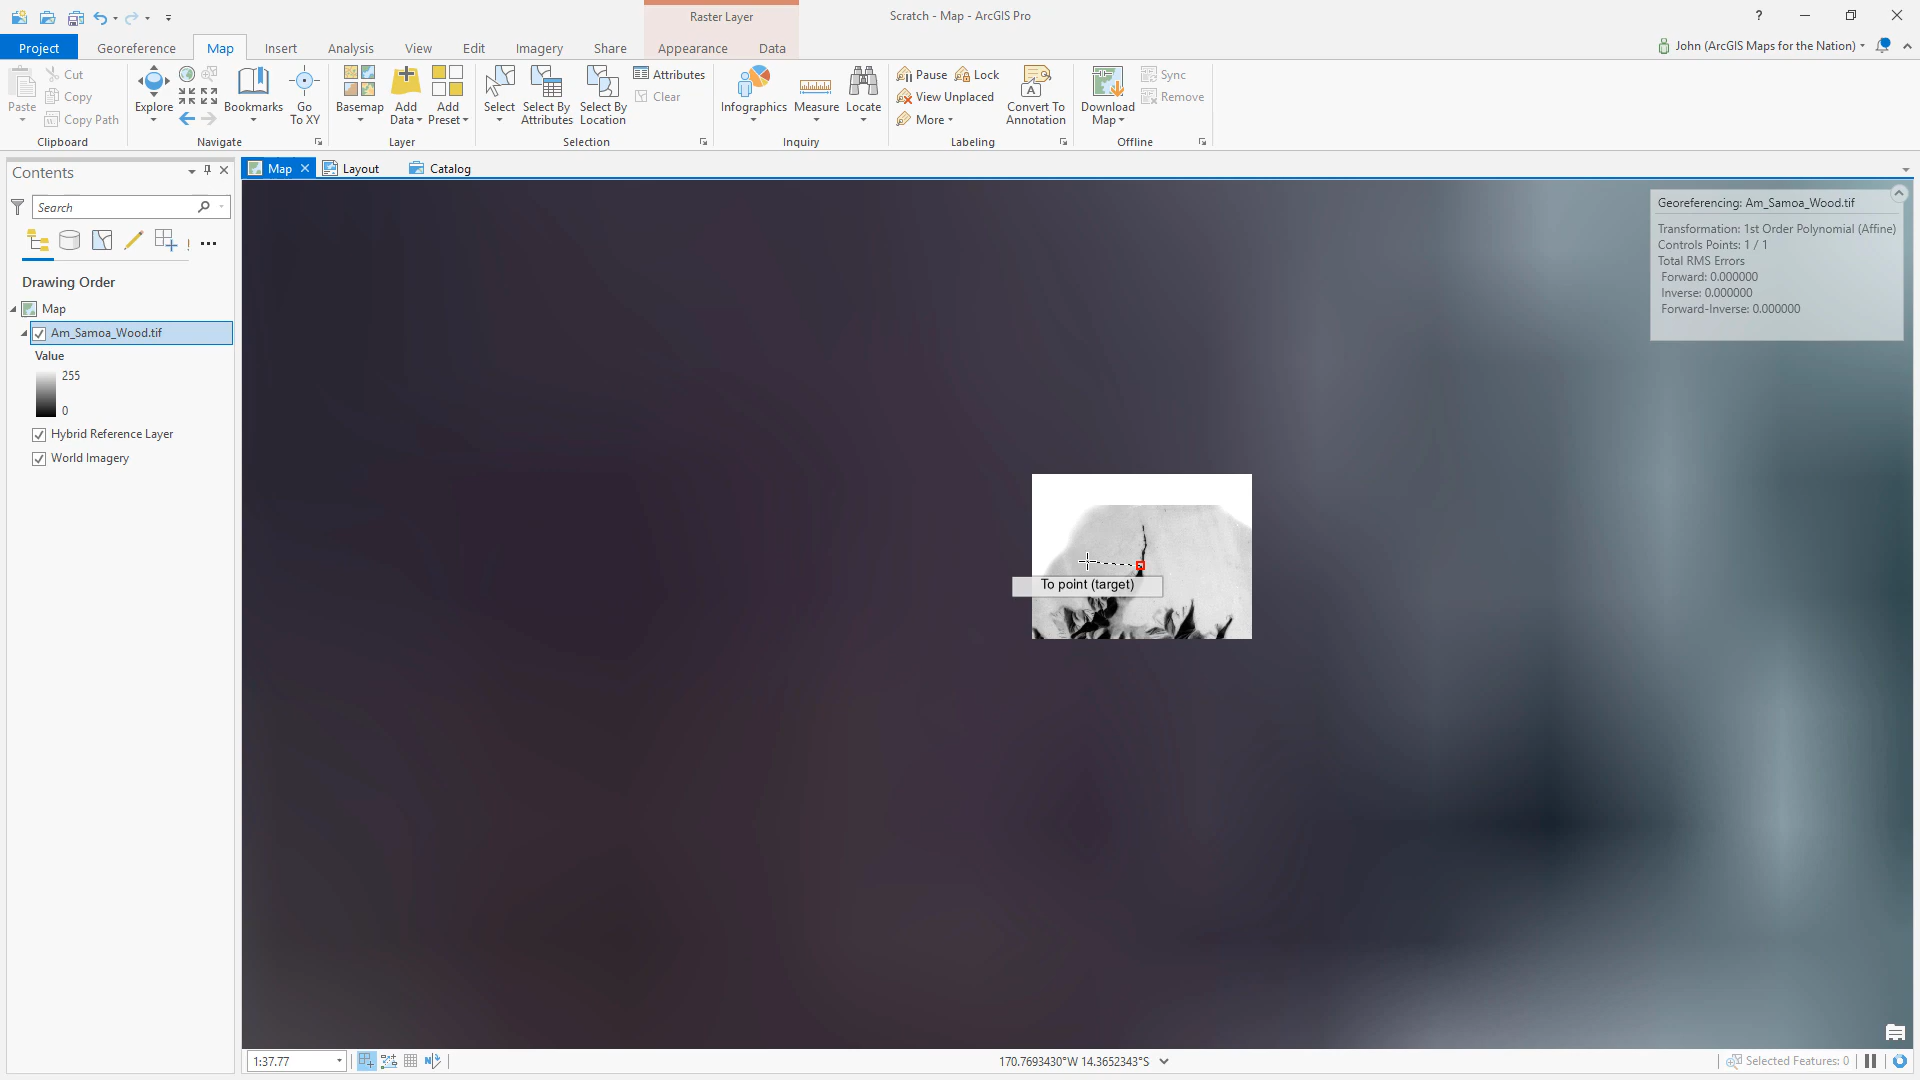 Raster Layer
Scratch - Map - ArcGIS Pro
?
Project
Georeference
Map
Insert
Analysis
View
Edit
Imagery
Share
Appearance
Data
John (ArcGIS Maps for the Nation)
Paste
Cut
Copy
Copy Path
Clipboard
Explore
Bookmarks
Go
To XY
Navigate
Basemap
Add
Data
Add
Preset
Layer
Select
Select By
Attributes
Select By
Location
Attributes
Clear
Selection
Infographics
Measure
Locate
Inquiry
Pause
Lock
View Unplaced
More
Convert To
Annotation
Labeling
Download
Map
Sync
Remove
Offline
Contents
Search
Drawing Order
Map
Am_Samoa_Wood.tif
Value
255
0
Hybrid Reference Layer
World Imagery
Map
Layout
Catalog
Georeferencing: Am_Samoa_Wood.tif
Transformation: 1st Order Polynomial (Affine)
Controls Points: 1 / 1
Total RMS Errors
Forward: 0.000000
Inverse: 0.000000
Forward-Inverse: 0.000000
To point (target)
1:37.77
170.7693430°W 14.3652343°S
Selected Features: 0